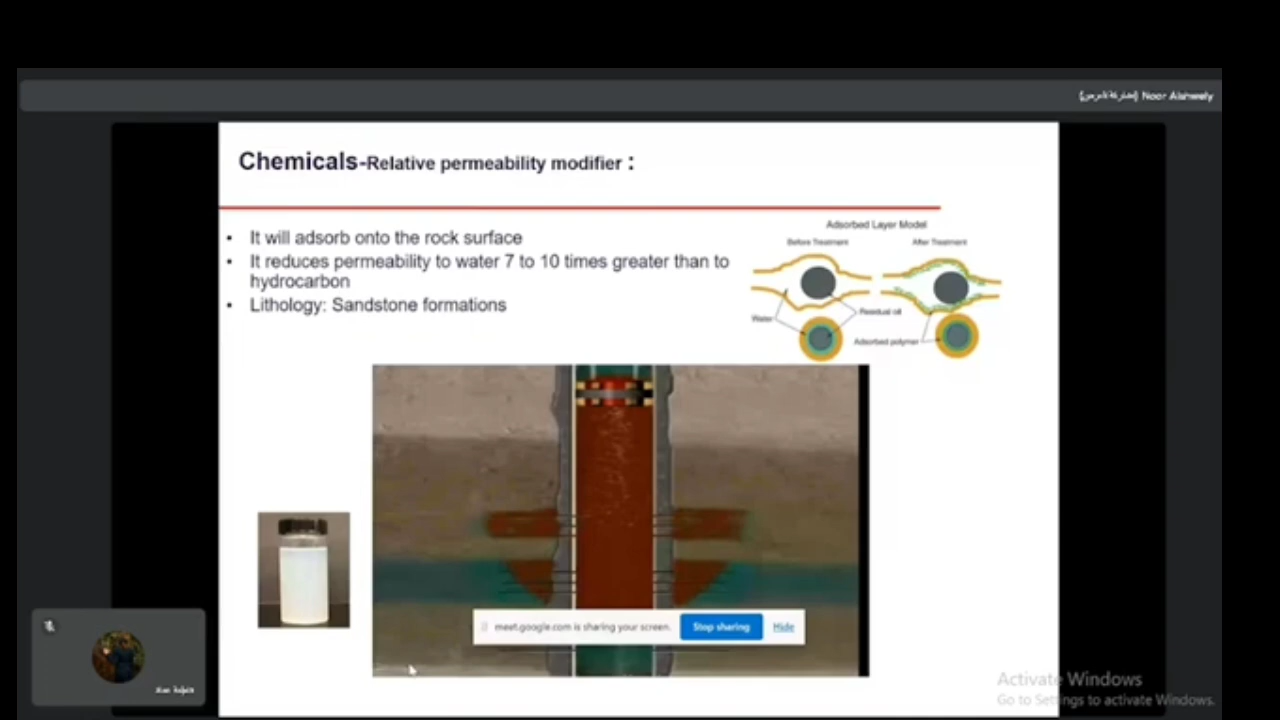 Noor Alshwely
Chemicals-Relative permeability modifier :
• It will adsorb onto the rock surface
• It reduces permeability to water 7 to 10 times greater than to
hydrocarbon
• Lithology: Sandstone formations
Adsorbed Layer Model
Before Treatment
After Treatment
Water
Residual oil
Adsorbed polymer
meet.google.com is sharing your screen.
Stop sharing
Hide
Activate Windows
Go to Settings to activate Windows.